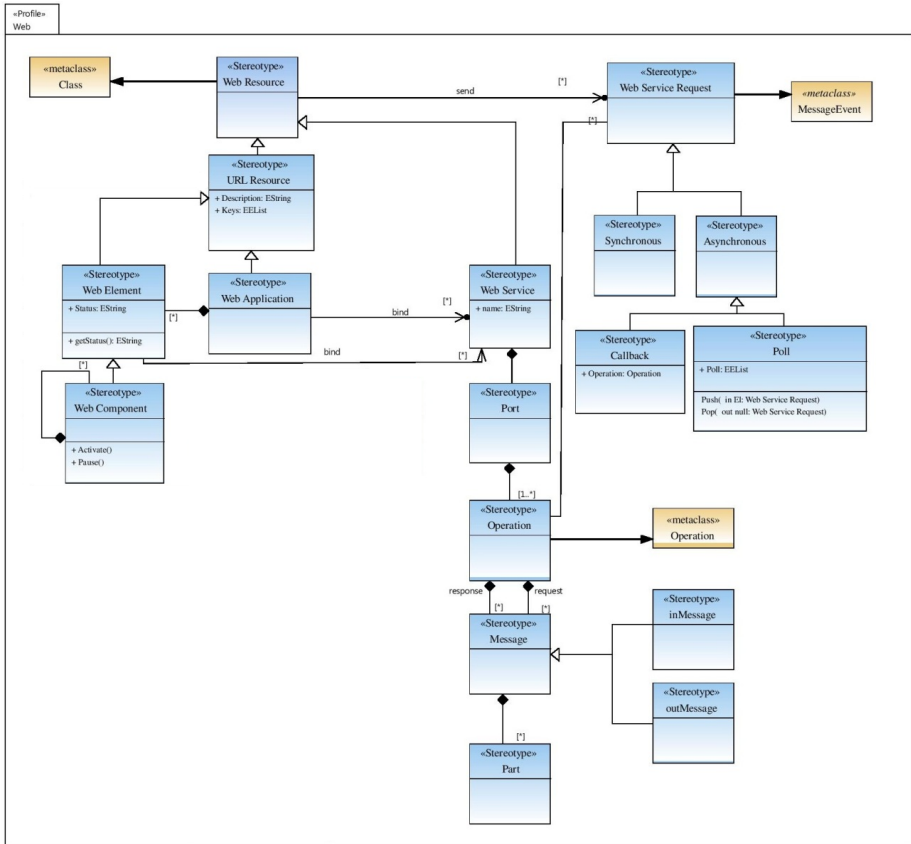 «Profile»
Web
«metaclass»
Class
«Stereotype»
Web Resource
send
[*]
«Stereotype»
Web Service Request
[*]
«metaclass»
MessageEvent
«Stereotype»
URL Resource
+ Description: EString
+ Keys: EEList
«Stereotype»
Synchronous
«Stereotype»
Asynchronous
«Stereotype»
Web Element
+ Status: EString
+ getStatus(): EString
[*]
«Stereotype»
Web Application
bind
[*]
«Stereotype»
Web Service
+ name: EString
bind
[*]
«Stereotype»
Callback
+ Operation: Operation
«Stereotype»
Poll
+ Poll: EEList
Push( in El: Web Service Request)
Pop( out null: Web Service Request)
[*]
«Stereotype»
Web Component
+ Activate()
+ Pause()
«Stereotype»
Port
[1..*]
«Stereotype»
Operation
«metaclass»
Operation
response
request
[*]
[*]
«Stereotype»
Message
«Stereotype»
inMessage
«Stereotype»
outMessage
[*]
«Stereotype»
Part